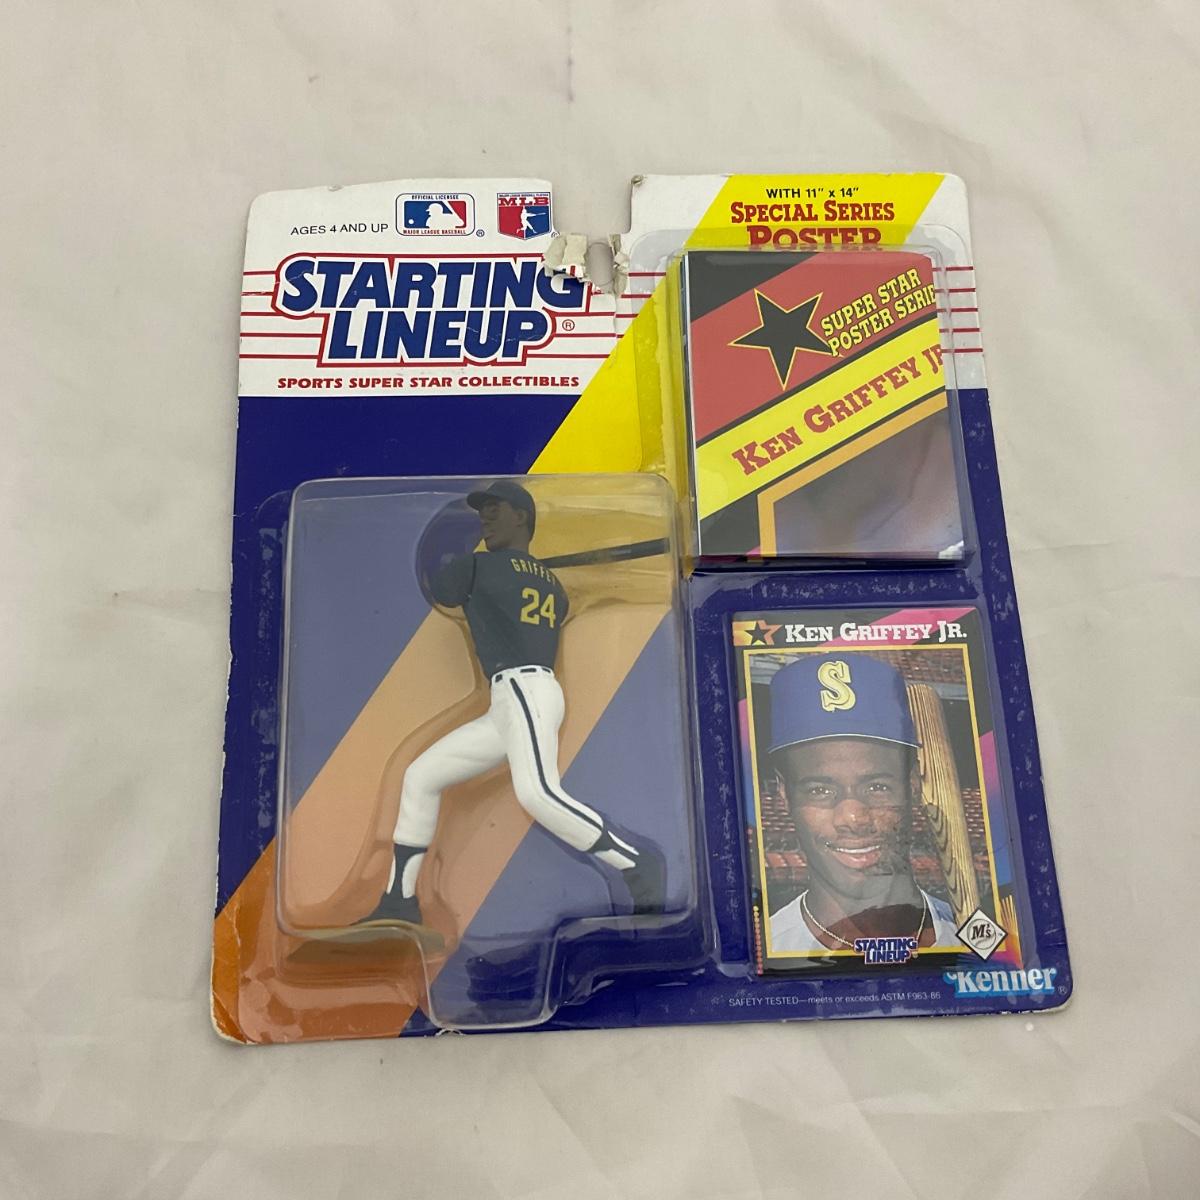 AGES 4 AND UP
OFFICIAL LICENSEE
MAJOR LEAGUE BASEBALL
®
MLB
WITH 11" x 14"
SPECIAL SERIES
POSTER
STARTING
LINEUP®
SPORTS SUPER STAR COLLECTIBLES
SUPER STAR
POSTER SERIE
KEN GRIFFEY JR
GRIFFEY
24
KEN GRIFFEY JR.
S
M's
STARTING
LINEUP
Kenner®
SAFETY TESTED—meets or exceeds ASTM F963-86